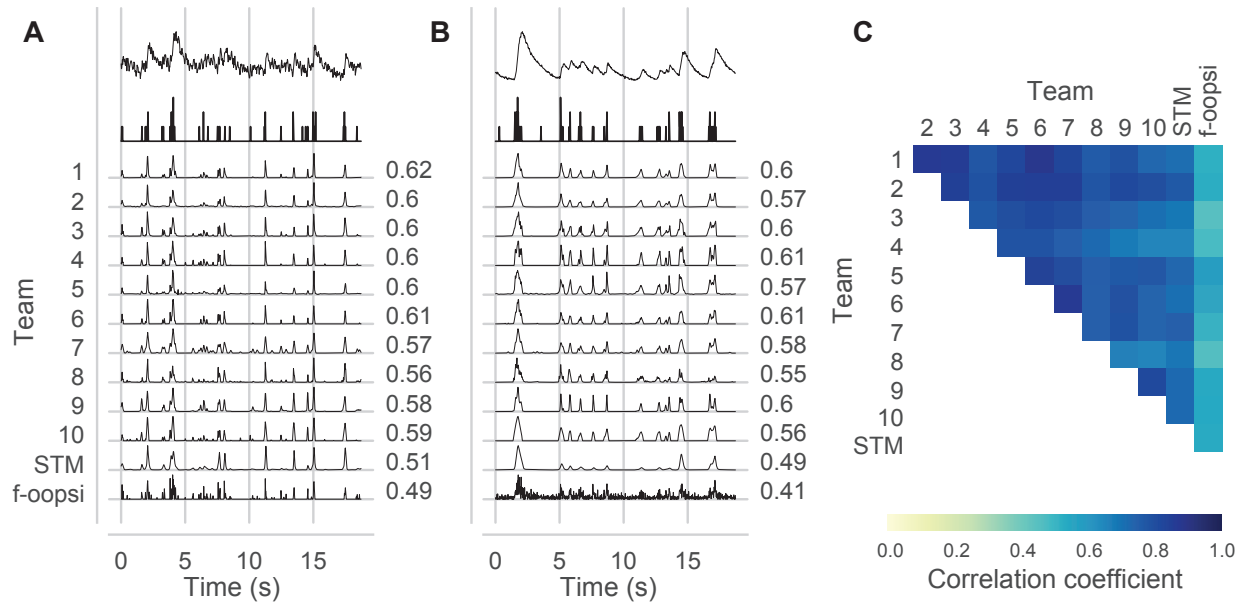 A
B
C
Team
2 3 4 5 6 7 8 9 10 STM f-oopsi
Team
1 0.62
2 0.6
3 0.6
4 0.61
5 0.6
6 0.61
7 0.57
8 0.56
9 0.58
10 0.59
STM 0.51
f-oopsi 0.49
0 5 10 15
Time (s)
0.6
0.57
0.6
0.61
0.57
0.61
0.58
0.55
0.6
0.56
0.49
0.41
0 5 10 15
Time (s)
Team
1
2
3
4
5
6
7
8
9
10
STM
0.0 0.2 0.4 0.6 0.8 1.0
Correlation coefficient